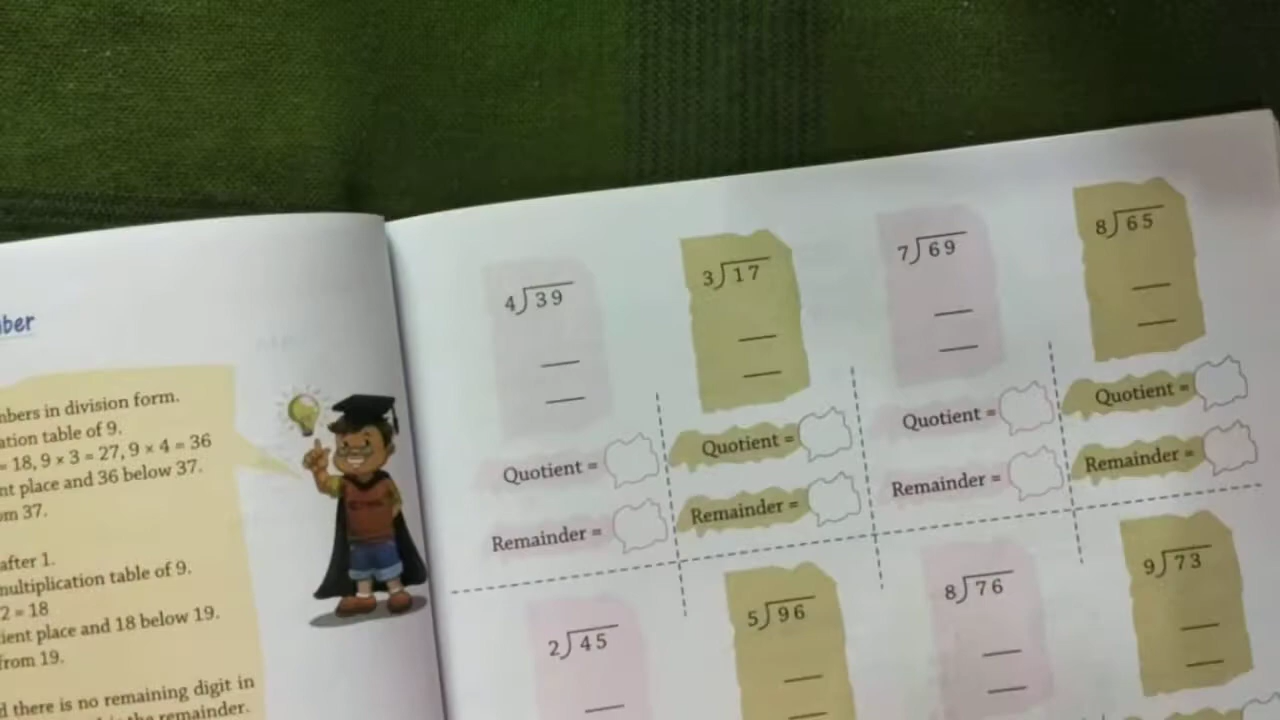 nbers in division form.
ation table of 9.
= 18, 9 × 3 = 27, 9 × 4 = 36
nt place and 36 below 37.
om 37.
after 1.
multiplication table of 9.
2 = 18
ient place and 18 below 19.
from 19.
d there is no remaining digit in
the remainder.
4)39
3)17
7)69
8)65
Quotient =
Quotient =
Quotient =
Quotient =
Remainder =
Remainder =
Remainder =
Remainder =
2)45
5)96
8)76
9)73